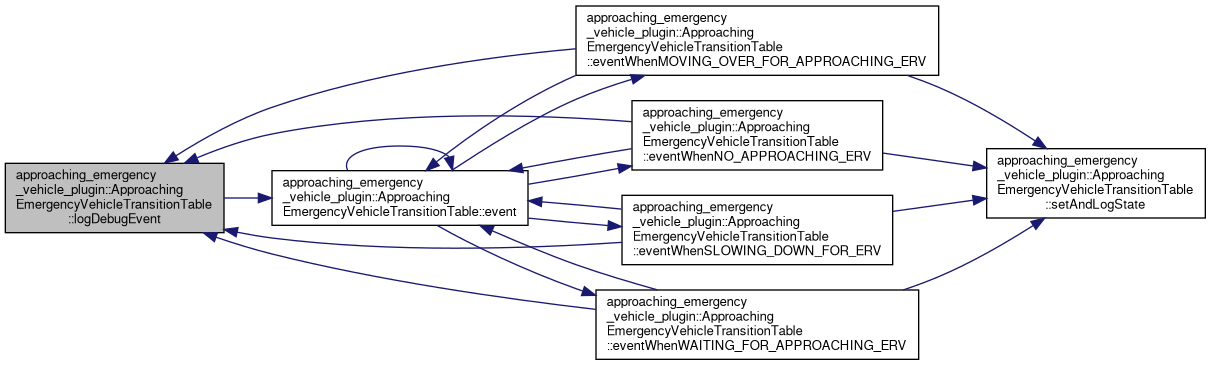 approaching_emergency
_vehicle_plugin::Approaching
EmergencyVehicleTransitionTable
::eventWhenMOVING_OVER_FOR_APPROACHING_ERV
approaching_emergency
_vehicle_plugin::Approaching
EmergencyVehicleTransitionTable
::eventWhenNO_APPROACHING_ERV
approaching_emergency
_vehicle_plugin::Approaching
EmergencyVehicleTransitionTable
::logDebugEvent
approaching_emergency
_vehicle_plugin::Approaching
EmergencyVehicleTransitionTable::event
approaching_emergency
_vehicle_plugin::Approaching
EmergencyVehicleTransitionTable
::setAndLogState
approaching_emergency
_vehicle_plugin::Approaching
EmergencyVehicleTransitionTable
::eventWhenSLOWING_DOWN_FOR_ERV
approaching_emergency
_vehicle_plugin::Approaching
EmergencyVehicleTransitionTable
::eventWhenWAITING_FOR_APPROACHING_ERV